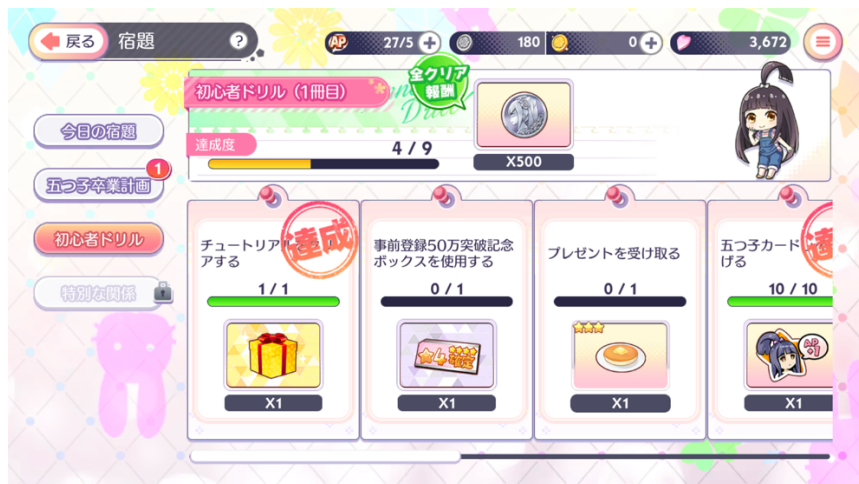 戻る
宿題
?
AP
27/5
180
0
3,672
初心者ドリル（1冊目）
全クリア
報酬
達成度
4 / 9
X500
今日の宿題
五つ子卒業計画
1
初心者ドリル
特別な関係
チュートリアル
アする
達成
1 / 1
X1
事前登録50万突破記念
ボックスを使用する
0 / 1
★4確定
X1
プレゼントを受け取る
0 / 1
X1
五つ子カード
げる
達
10 / 10
AP
+1
X1